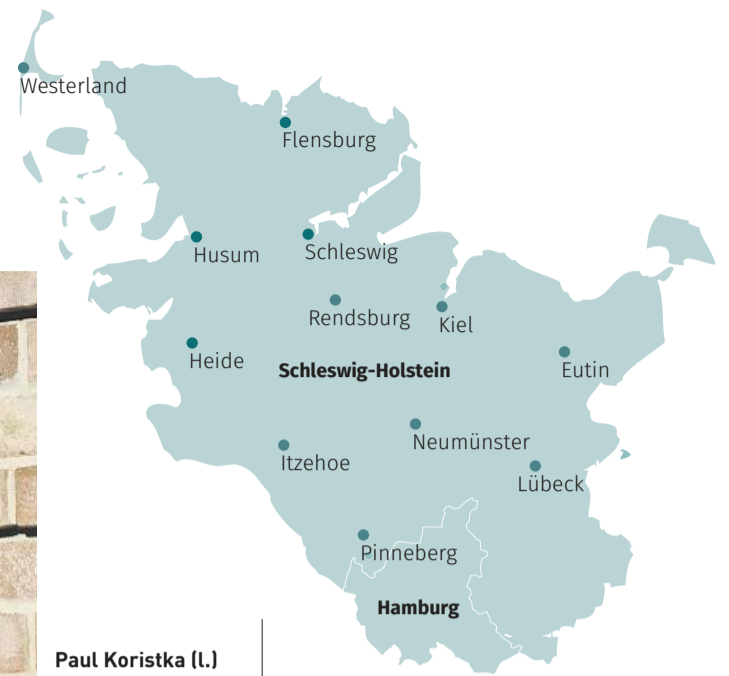 Westerland
Flensburg
Husum
Schleswig
Rendsburg
Kiel
Heide
Schleswig-Holstein
Eutin
Neumünster
Itzehoe
Lübeck
Pinneberg
Hamburg
Paul Koristka (l.)